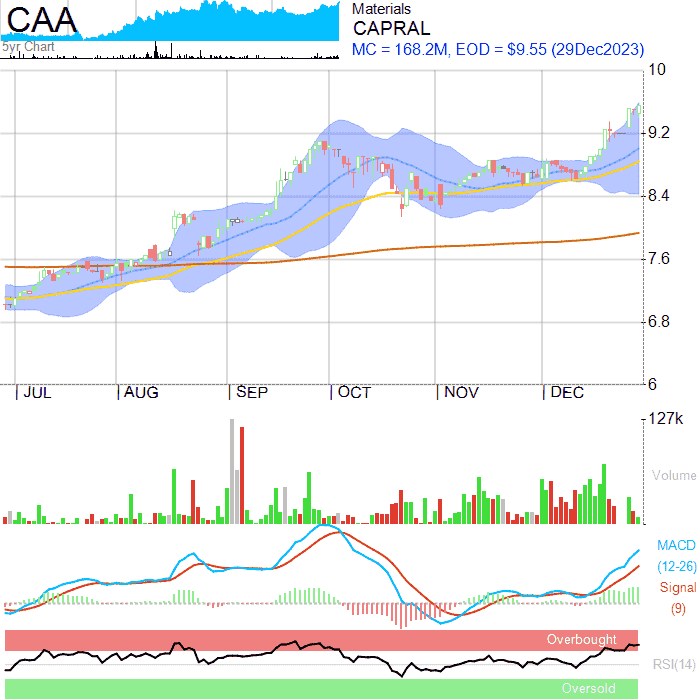 CAA
5yr Chart
Materials
CAPRAL
MC = 168.2M, EOD = $9.55 (29Dec2023)
10
9.2
8.4
7.6
6.8
6
JUL AUG SEP OCT NOV DEC
127k
Volume
MACD
(12-26)
Signal
(9)
Overbought
RSI(14)
Oversold